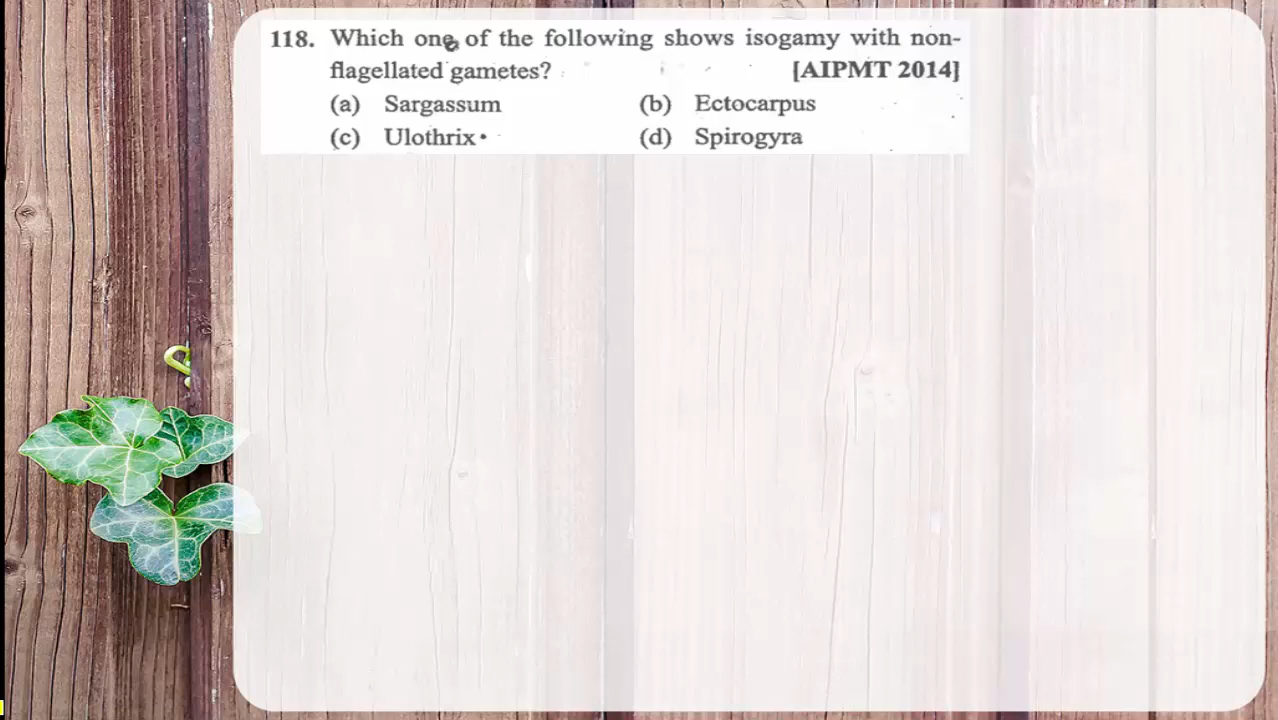 118. Which one of the following shows isogamy with non-
flagellated gametes? [AIPMT 2014]
(a) Sargassum (b) Ectocarpus
(c) Ulothrix (d) Spirogyra